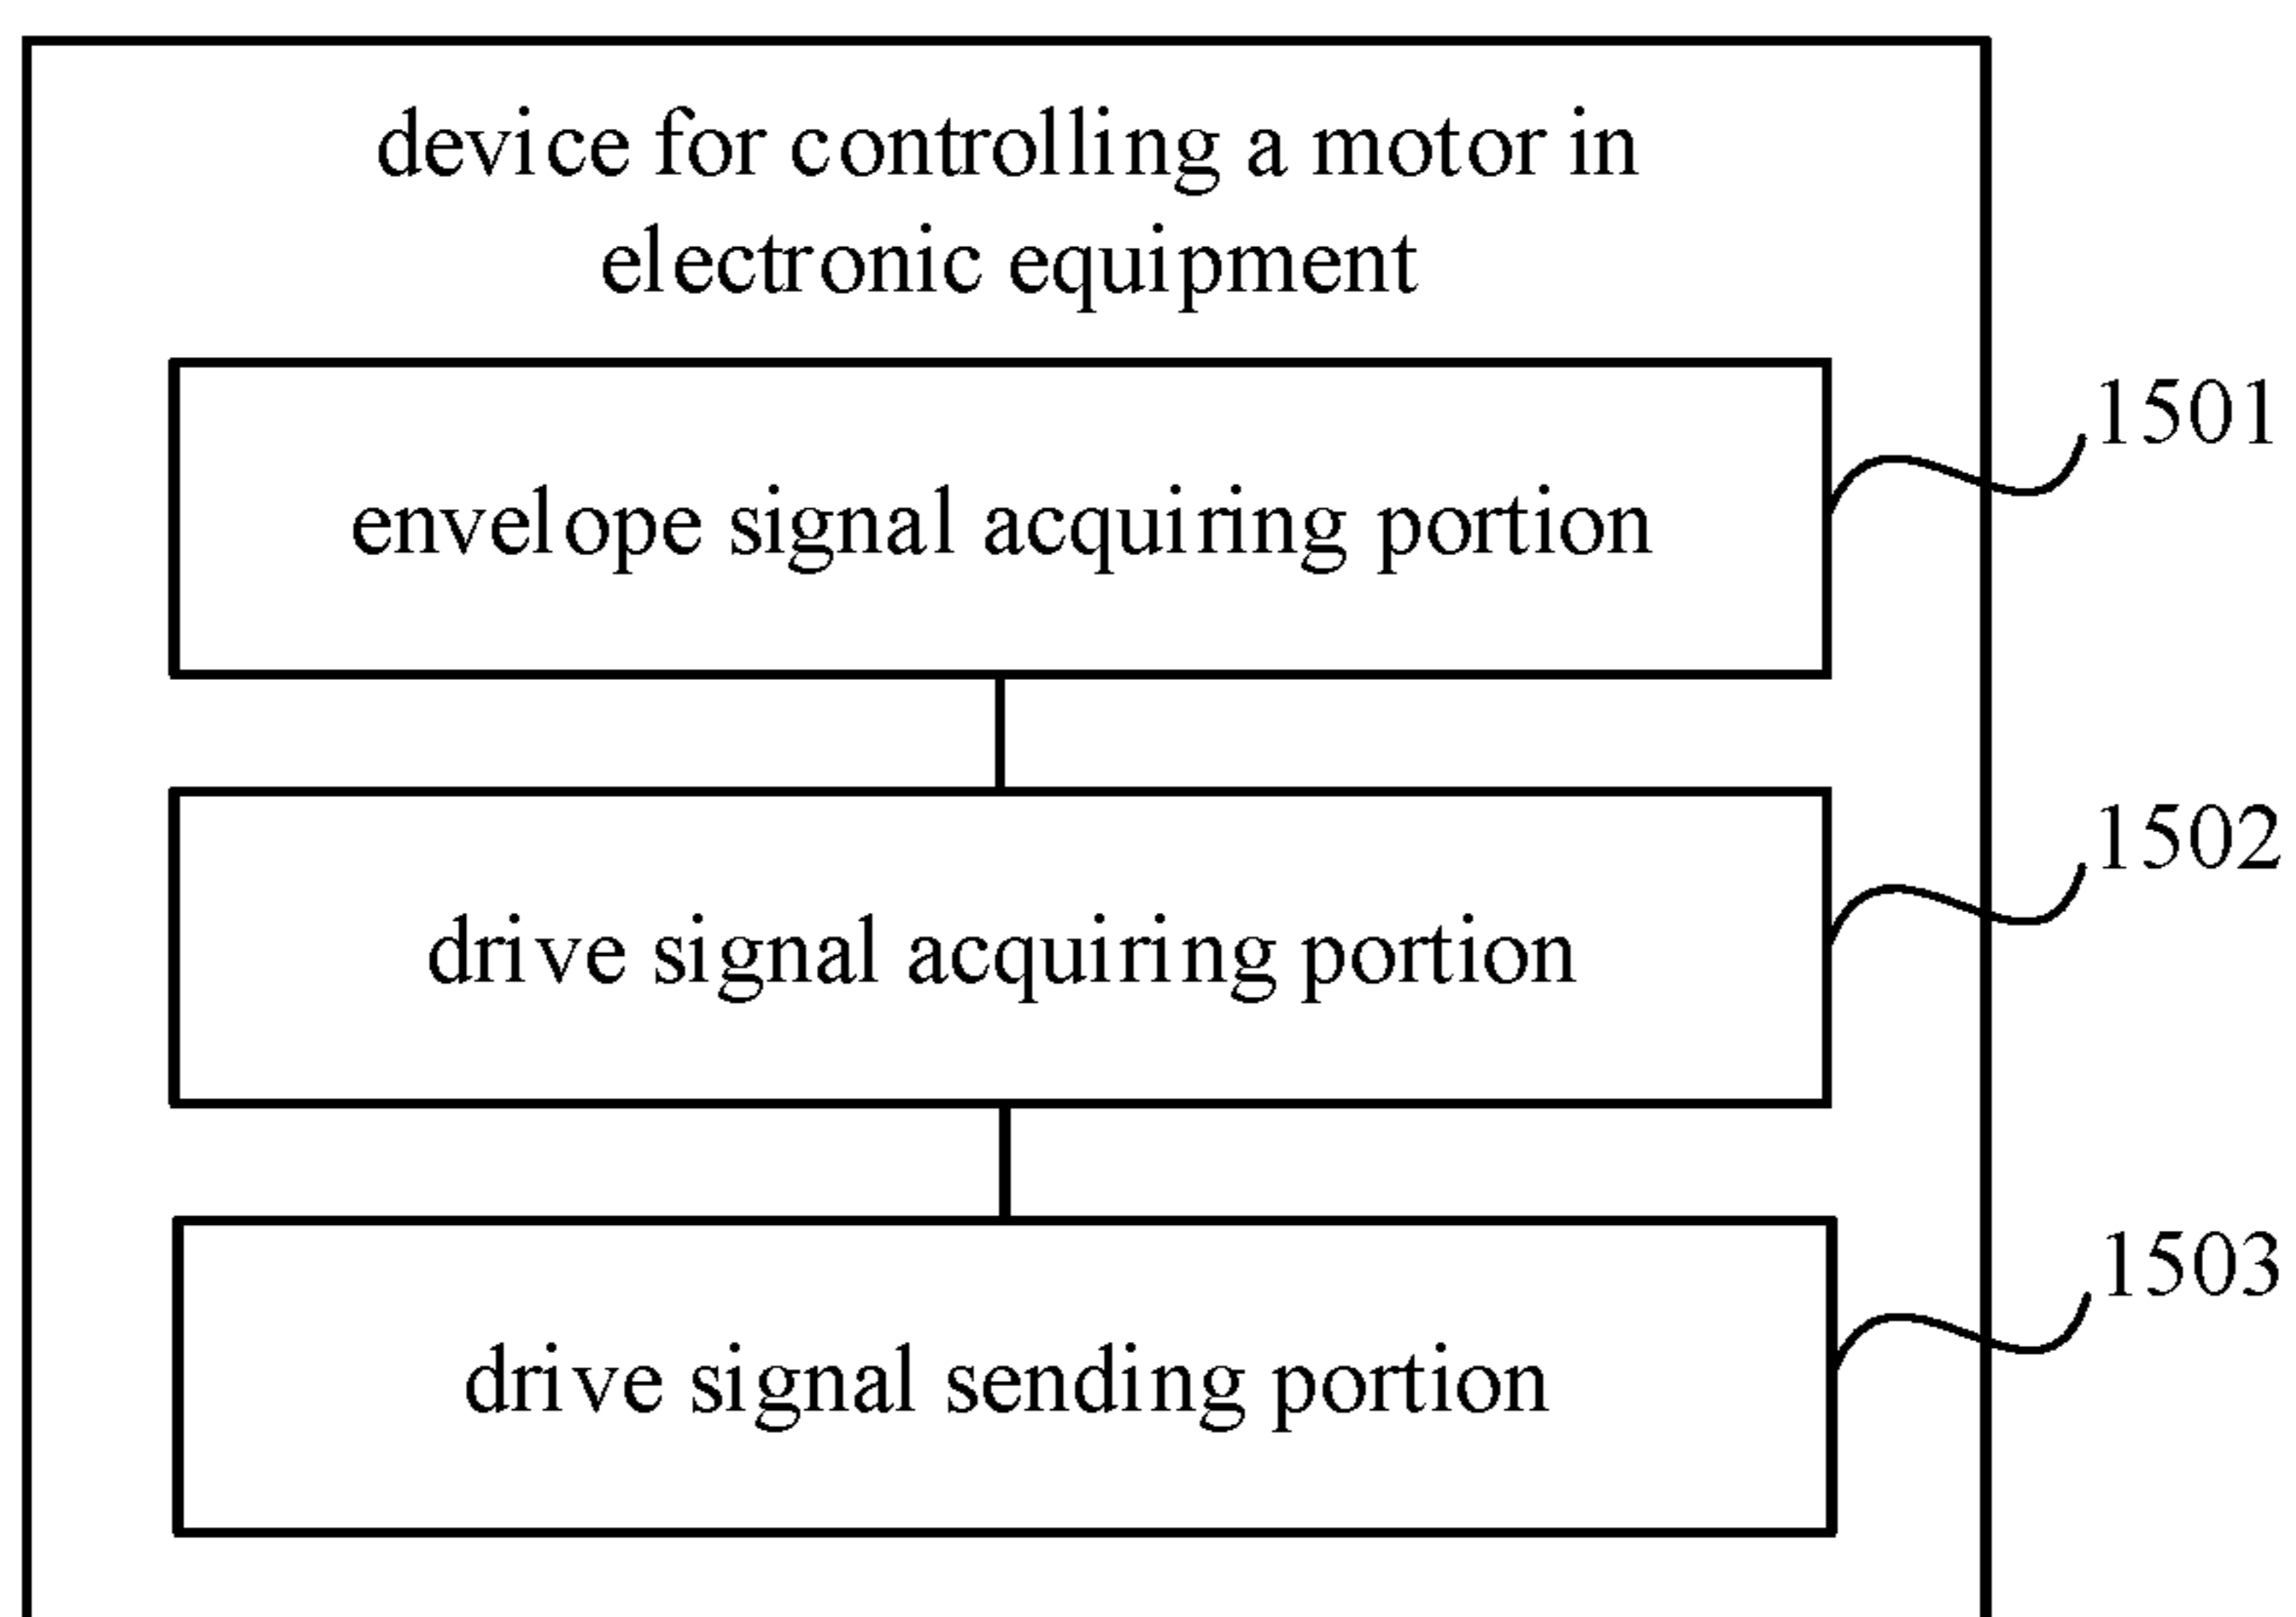 device for controlling a motor in
electronic equipment
envelope signal acquiring portion
1501
drive signal acquiring portion
1502
drive signal sending portion
1503